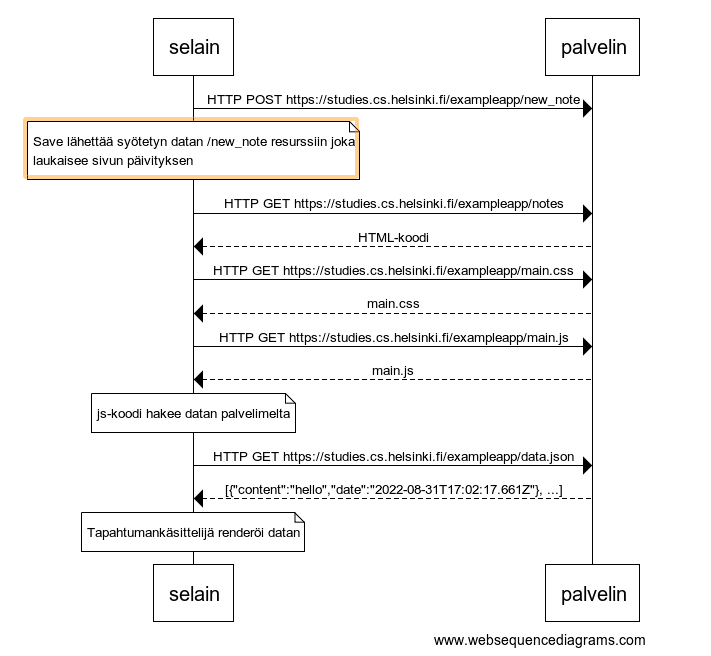 selain
palvelin
HTTP POST https://studies.cs.helsinki.fi/exampleapp/new_note
Save lähettää syötetyn datan /new_note resurssiin joka
laukaisee sivun päivityksen
HTTP GET https://studies.cs.helsinki.fi/exampleapp/notes
HTML-koodi
HTTP GET https://studies.cs.helsinki.fi/exampleapp/main.css
main.css
HTTP GET https://studies.cs.helsinki.fi/exampleapp/main.js
main.js
js-koodi hakee datan palvelimelta
HTTP GET https://studies.cs.helsinki.fi/exampleapp/data.json
[{"content":"hello","date":"2022-08-31T17:02:17.661Z"}, ...]
Tapahtumankäsittelijä renderöi datan
selain
palvelin
www.websequencediagrams.com